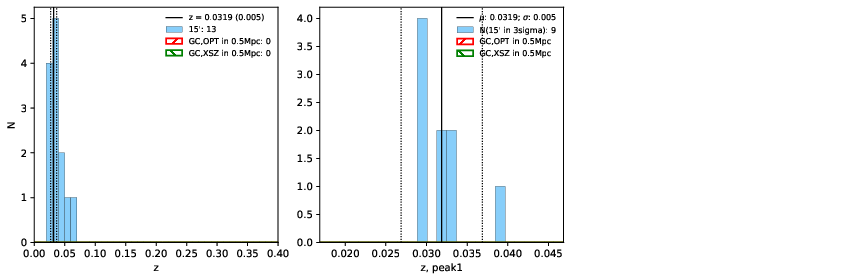 z = 0.0319 (0.005)
15': 13
GC,OPT in 0.5Mpc: 0
GC,XSZ in 0.5Mpc: 0
N
5
4
3
2
1
0
0.00 0.05 0.10 0.15 0.20 0.25 0.30 0.35 0.40
z
μ: 0.0319; σ: 0.005
N(15' in 3sigma): 9
GC,OPT in 0.5Mpc
GC,XSZ in 0.5Mpc
4.0
3.5
3.0
2.5
2.0
1.5
1.0
0.5
0.0
0.020 0.025 0.030 0.035 0.040 0.045
z, peak1